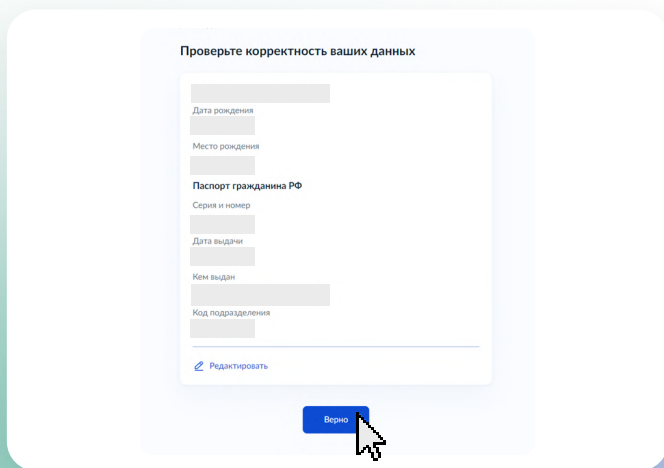 Проверьте корректность ваших данных
Дата рождения
Место рождения
Паспорт гражданина РФ
Серия и номер
Дата выдачи
Кем выдан
Код подразделения
Редактировать
Верно